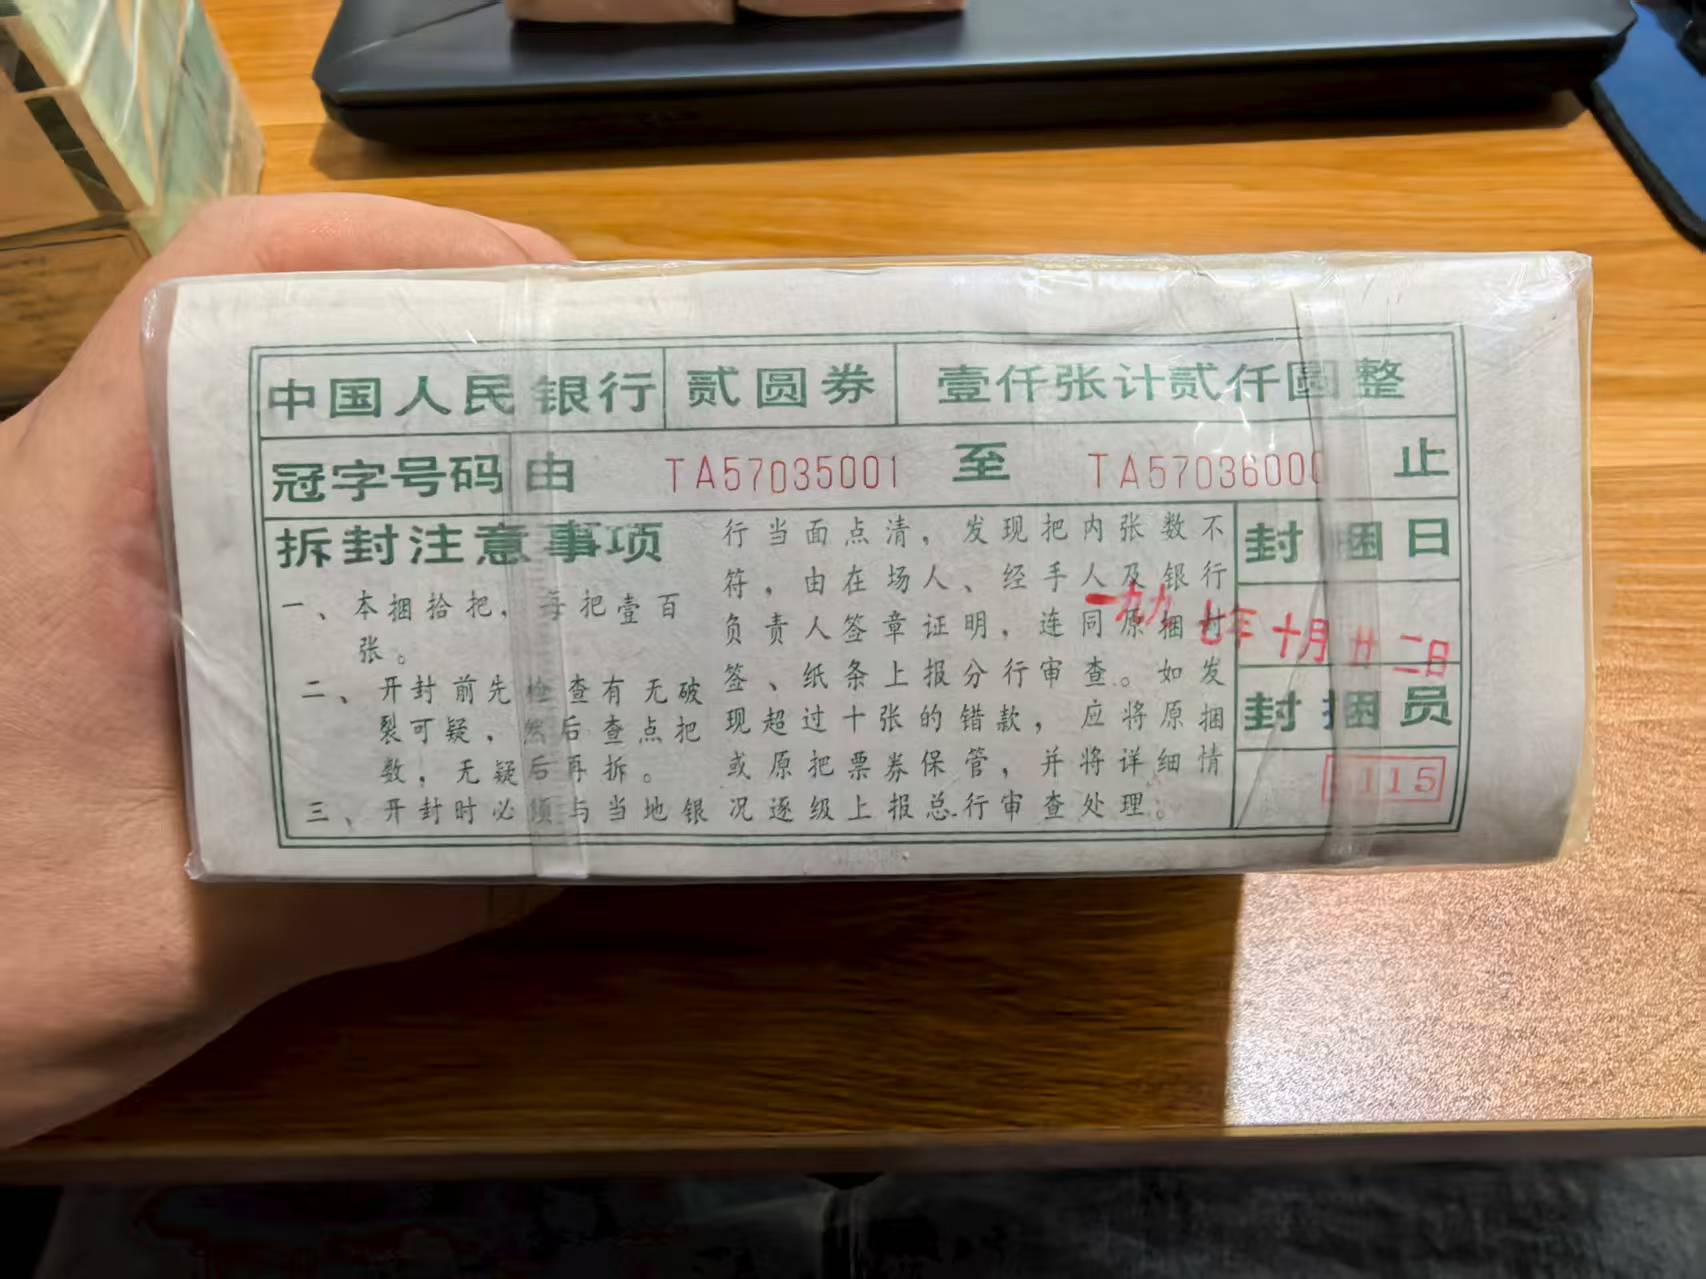 中国人民银行 贰圆券 壹仟张计贰仟圆整
冠字号码由 TA57035001 至 TA57036000 止
拆封注意事项
一、本捆拾把，每把壹百
张。
二、开封前先检查有无破
裂可疑，然后查点把
数，无疑后再拆。
三、开封时必须与当地银
行当面点清，发现把内张数不
符，由在场人、经手人及银行
负责人签章证明，连同原捆封
签、纸条上报分行审查。如发
现超过十张的错款，应将原捆
或原把票券保管，并将详细情
况逐级上报总行审查处理。
封捆日
一九九七年十月廿二日
封捆员
115